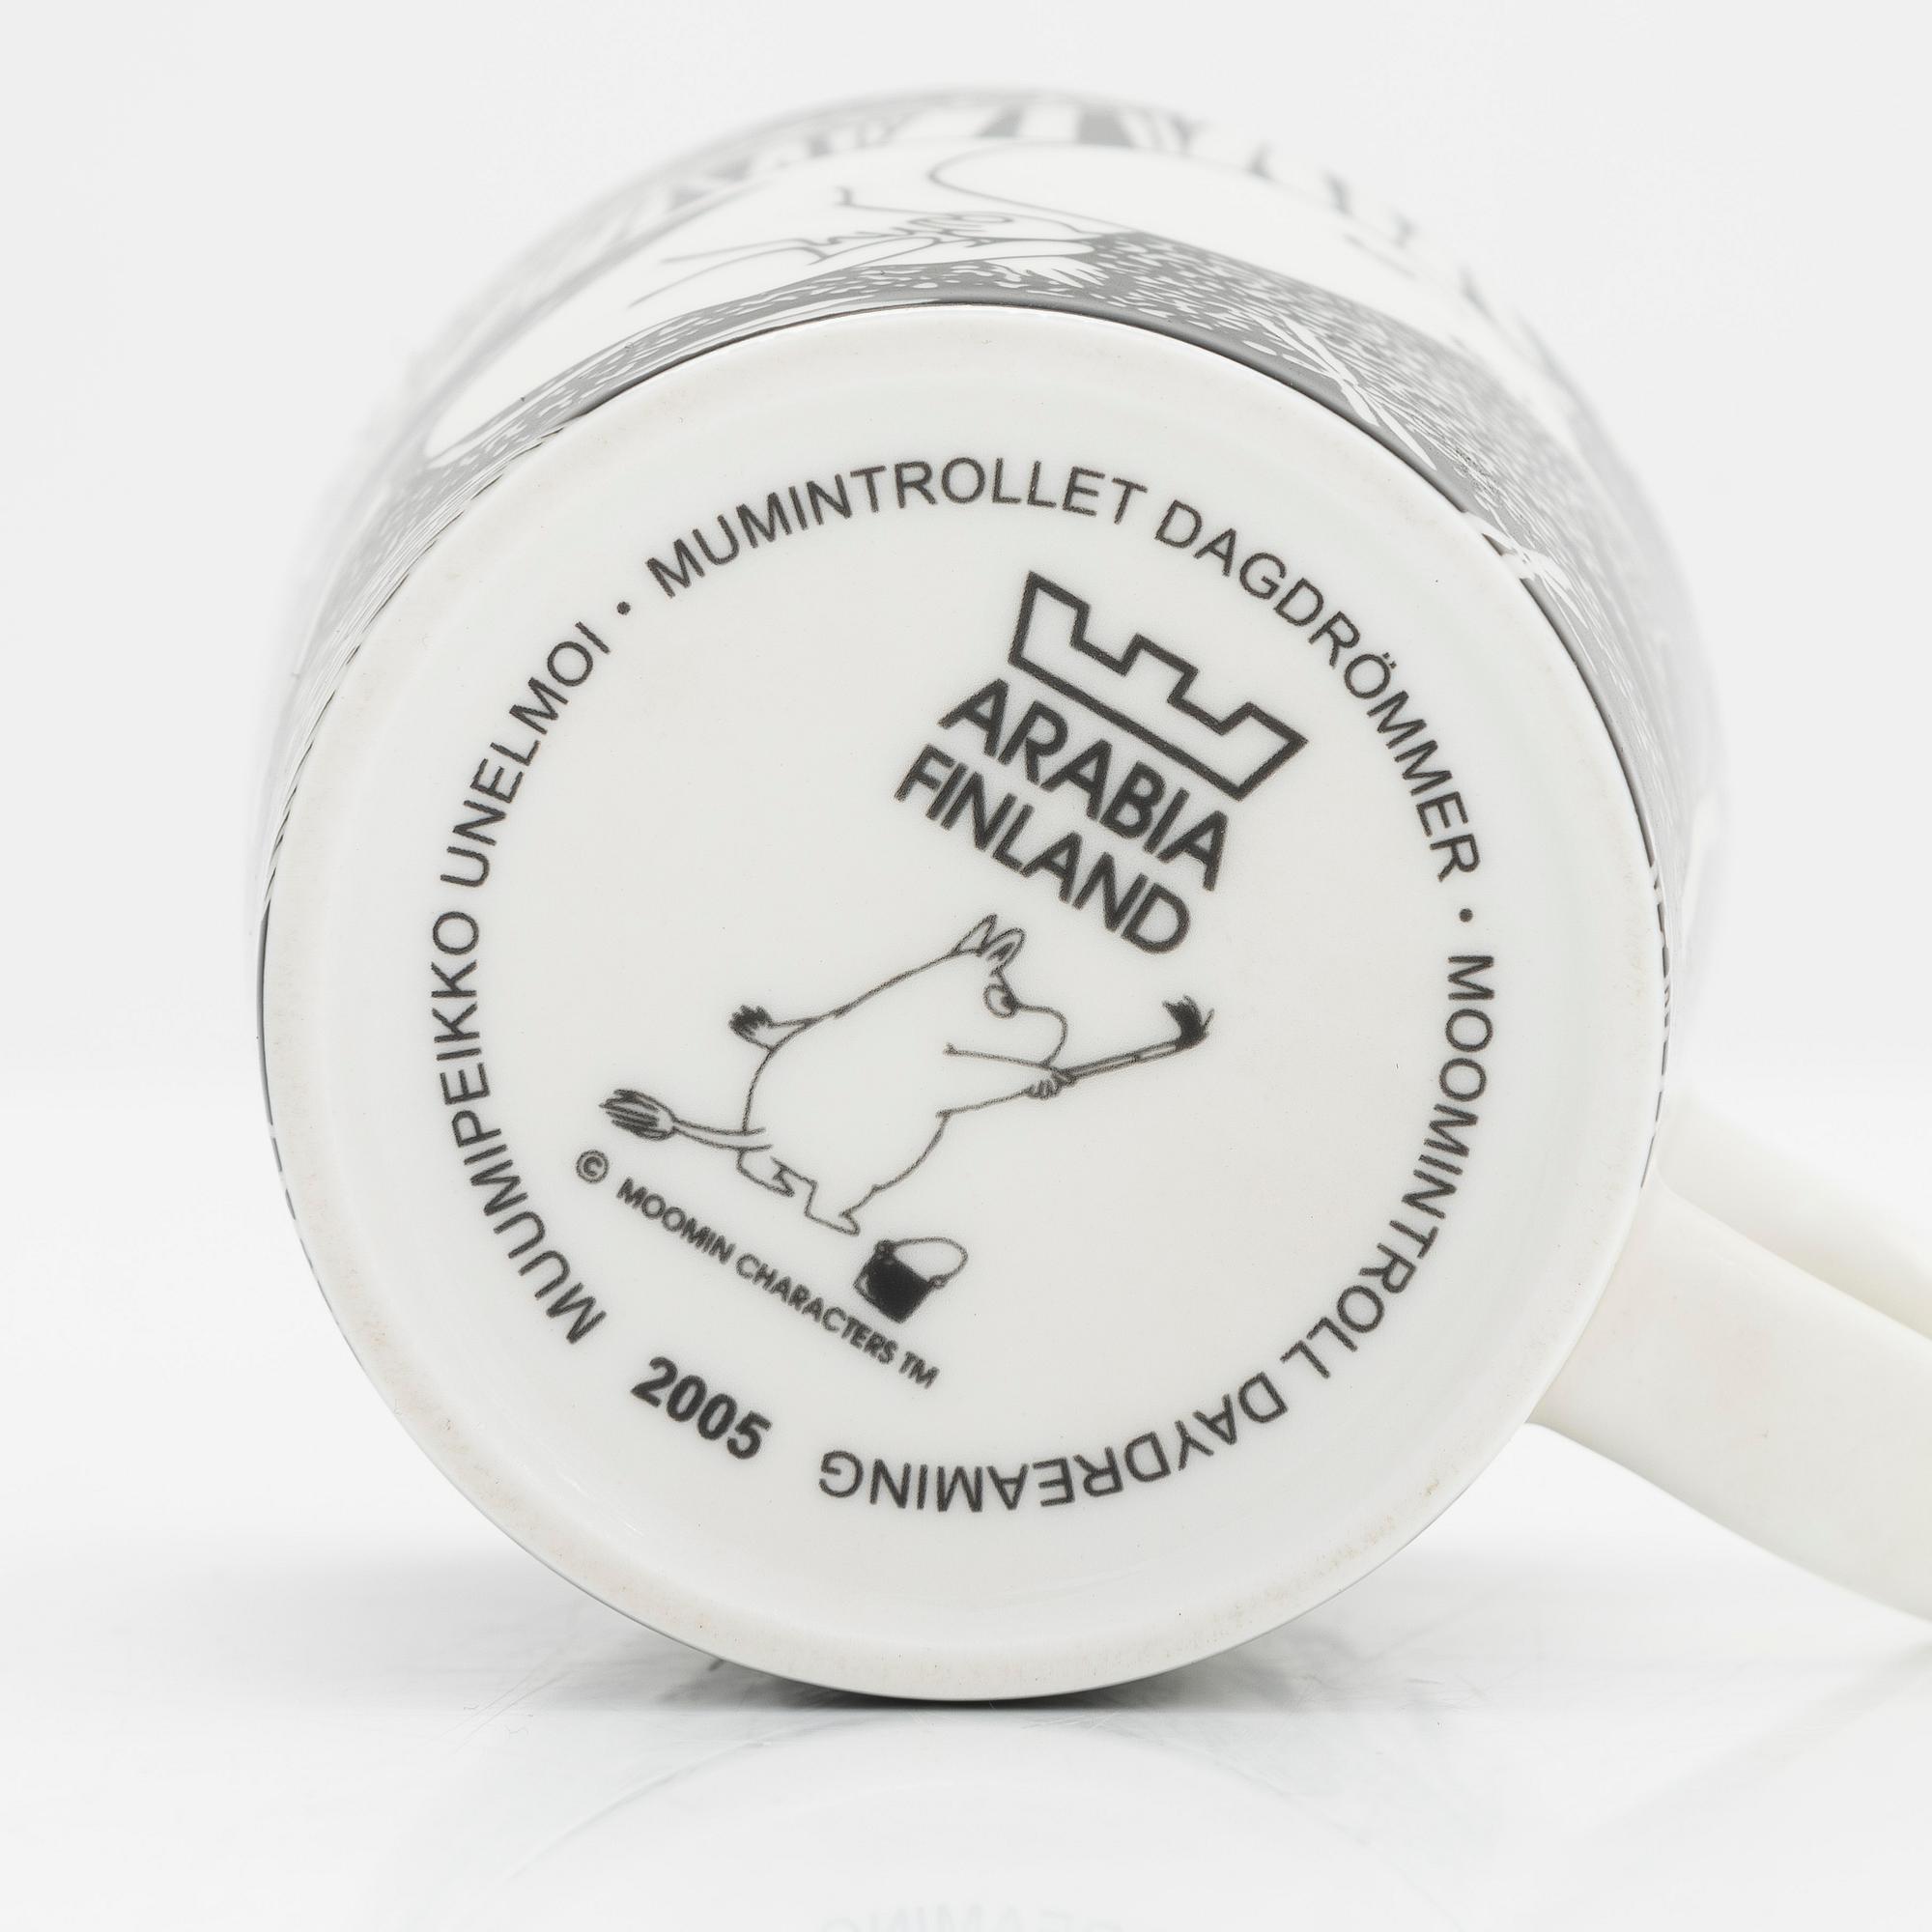 MUUMIPEIKKO UNELMOI • MUMINTROLLET DAGDRÖMMER • MOOMINTROLL DAYDREAMING
ARABIA
FINLAND
© MOOMIN CHARACTERS TM
2005